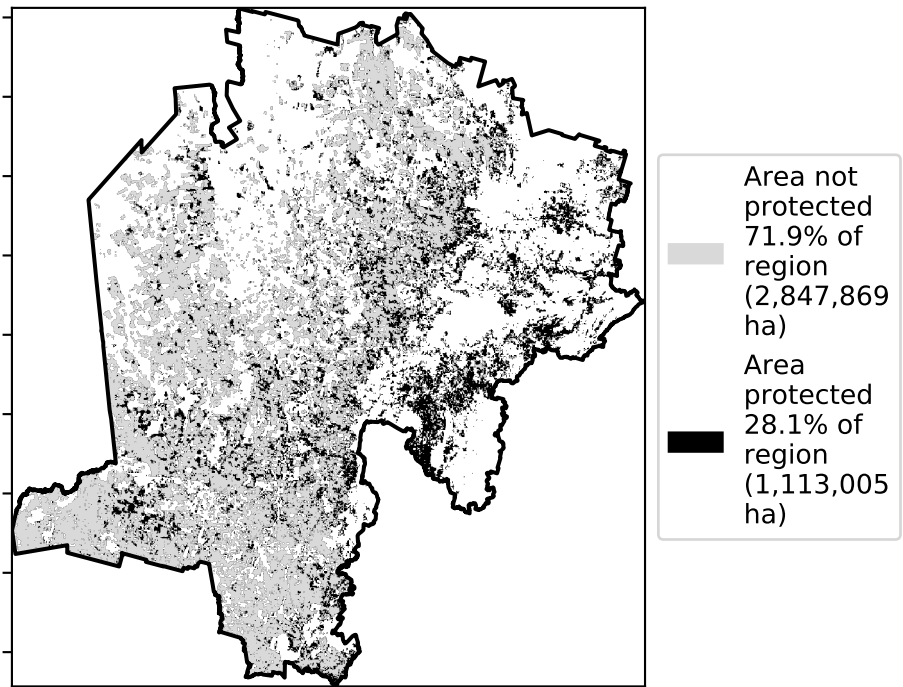 Area not
protected
71.9% of
region
(2,847,869
ha)
Area
protected
28.1% of
region
(1,113,005
ha)